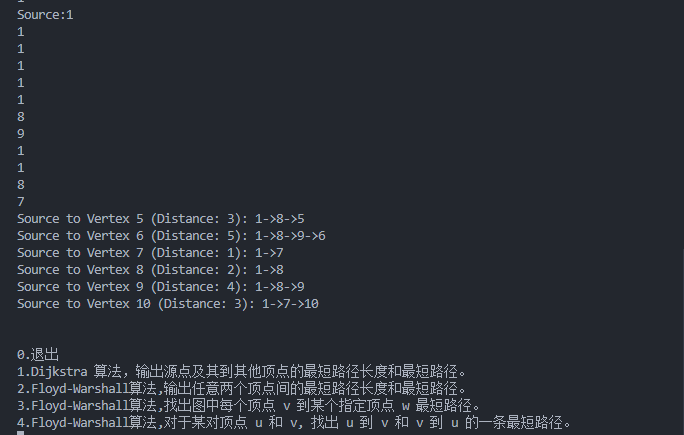 1
Source:1
1
1
1
1
1
8
9
1
1
8
7
Source to Vertex 5 (Distance: 3): 1->8->5
Source to Vertex 6 (Distance: 5): 1->8->9->6
Source to Vertex 7 (Distance: 1): 1->7
Source to Vertex 8 (Distance: 2): 1->8
Source to Vertex 9 (Distance: 4): 1->8->9
Source to Vertex 10 (Distance: 3): 1->7->10
0.退出
1.Dijkstra 算法, 输出源点及其到其他顶点的最短路径长度和最短路径。
2.Floyd-Warshall算法,输出任意两个顶点间的最短路径长度和最短路径。
3.Floyd-Warshall算法,找出图中每个顶点 v 到某个指定顶点 w 最短路径。
4.Floyd-Warshall算法,对于某对顶点 u 和 v, 找出 u 到 v 和 v 到 u 的一条最短路径。